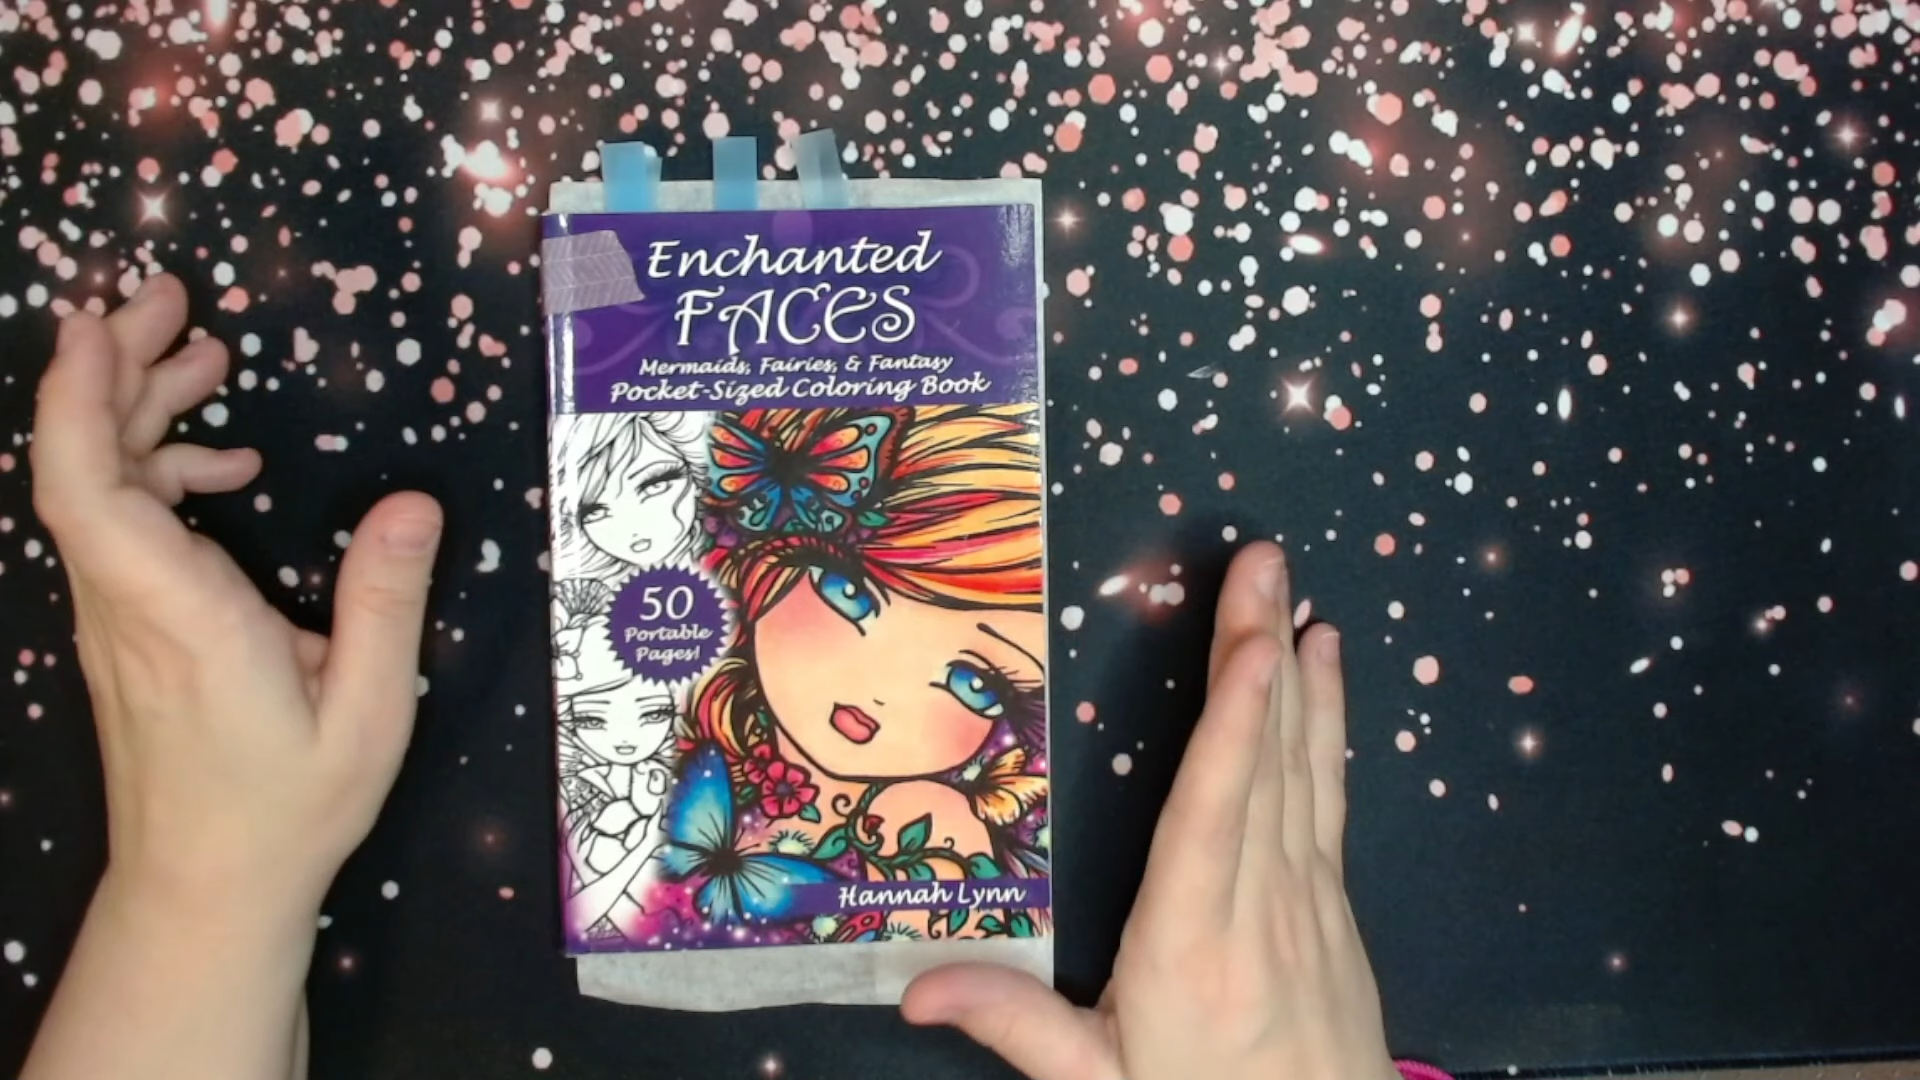 Enchanted
FACES
Mermaids, Fairies, & Fantasy
Pocket-Sized Coloring Book
50
Portable
Pages!
Hannah Lynn